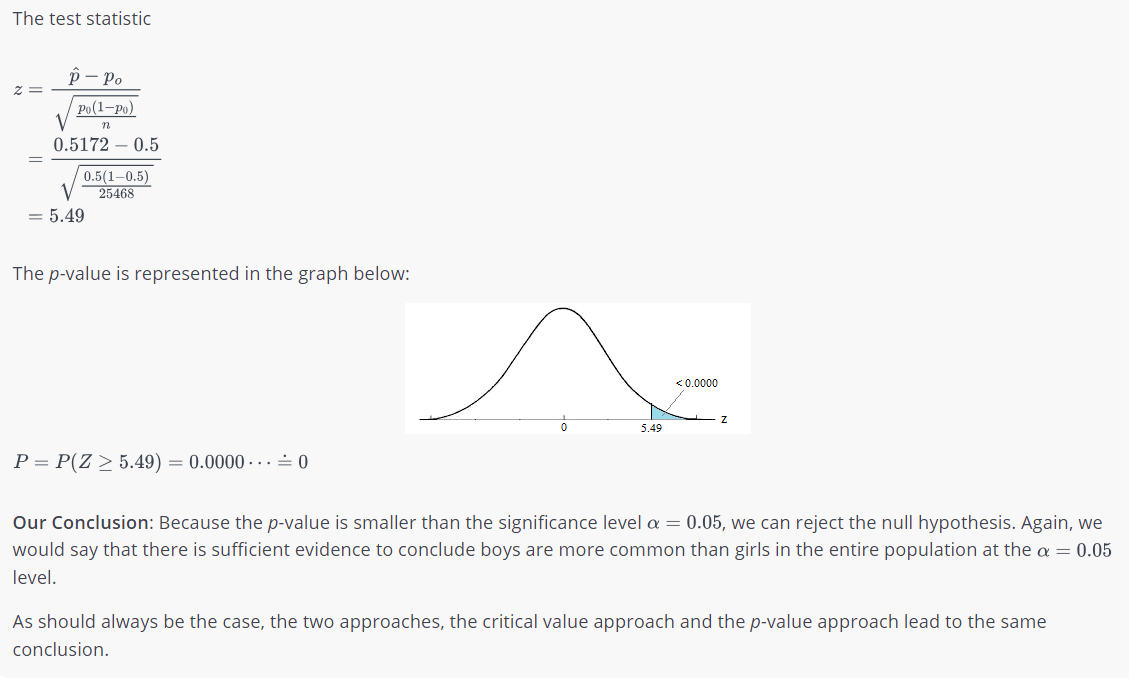 The test statistic
z = \frac{\hat{p} - p_o}{\sqrt{\frac{p_0(1-p_0)}{n}}}
= \frac{0.5172 - 0.5}{\sqrt{\frac{0.5(1-0.5)}{25468}}}
= 5.49
The p-value is represented in the graph below:
< 0.0000
0 5.49 z
P = P(Z ≥ 5.49) = 0.0000⋯ ≐ 0
Our Conclusion: Because the p-value is smaller than the significance level α = 0.05, we can reject the null hypothesis. Again, we
would say that there is sufficient evidence to conclude boys are more common than girls in the entire population at the α = 0.05
level.
As should always be the case, the two approaches, the critical value approach and the p-value approach lead to the same
conclusion.